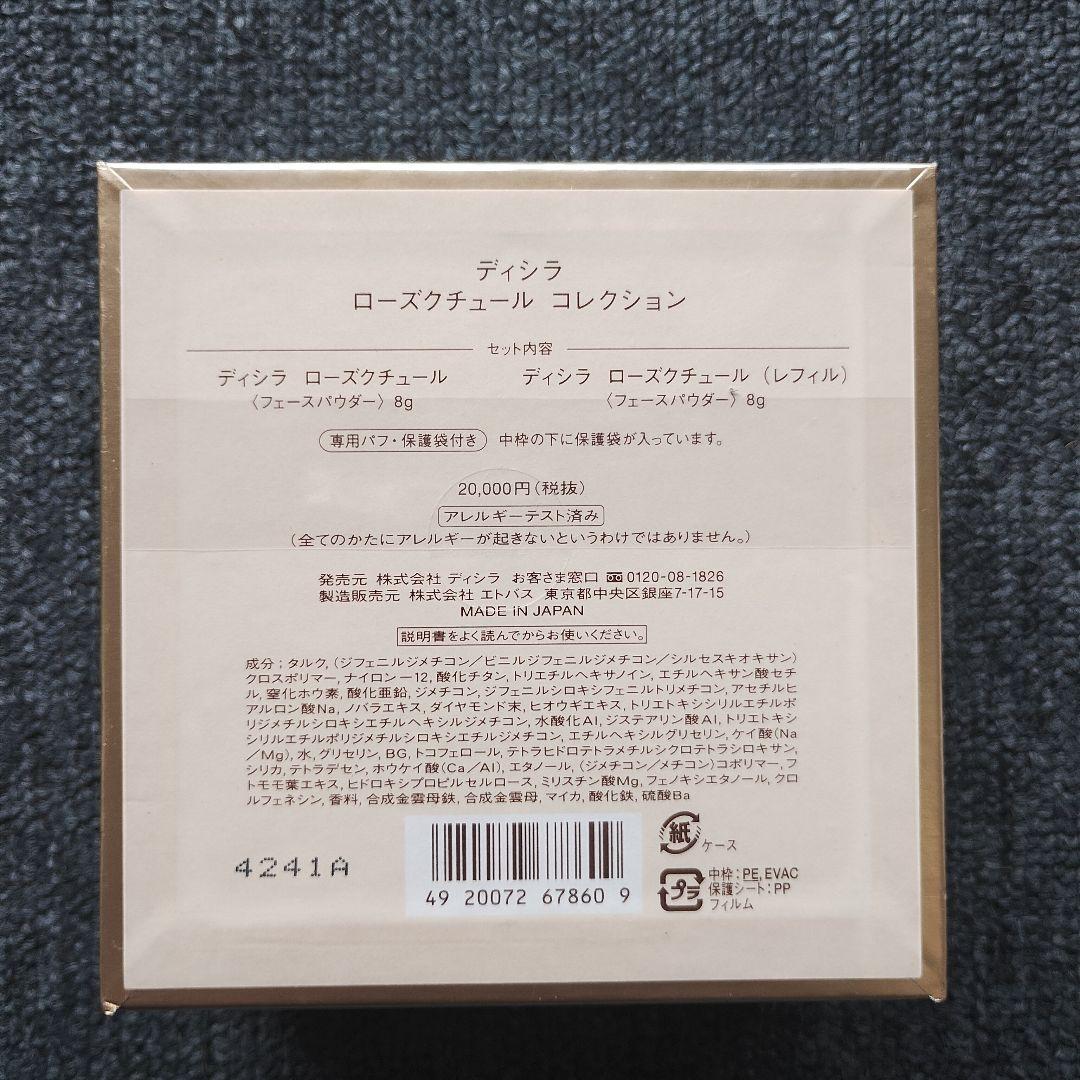 ディシラ
ローズクチュール コレクション
セット内容
ディシラ ローズクチュール
〈フェースパウダー〉8g
ディシラ ローズクチュール（レフィル）
〈フェースパウダー〉8g
専用パフ・保護袋付き 中枠の下に保護袋が入っています。
20,000円（税抜）
アレルギーテスト済み
（全てのかたにアレルギーが起きないというわけではありません。）
発売元 株式会社 ディシラ お客さま窓口 0120-08-1826
製造販売元 株式会社 エトバス 東京都中央区銀座7-17-15
MADE IN JAPAN
説明書をよく読んでからお使いください。
成分；タルク,（ジフェニルジメチコン／ビニルジフェニルジメチコン／シルセスキオキサン）
クロスポリマー, ナイロン－12, 酸化チタン, トリエチルヘキサノイン, エチルヘキサン酸セチ
ル, 窒化ホウ素, 酸化亜鉛, ジメチコン, ジフェニルシロキシフェニルトリメチコン, アセチルヒ
アルロン酸Na, ノバラエキス, ダイヤモンド末, ヒオウギエキス, トリエトキシシリルエチルポ
リジメチルシロキシエチルヘキシルジメチコン, 水酸化Al, ジステアリン酸Al, トリエトキシ
シリルエチルポリジメチルシロキシエチルジメチコン, エチルヘキシルグリセリン, ケイ酸（Na
／Mg）, 水, グリセリン, BG, トコフェロール, テトラヒドロテトラメチルシクロテトラシロキサン,
シリカ, テトラデセン, ホウケイ酸（Ca／Al）, エタノール,（ジメチコン／メチコン）コポリマー, フ
トモモ葉エキス, ヒドロキシプロピルセルロース, ミリスチン酸Mg, フェノキシエタノール, クロ
ルフェネシン, 香料, 合成金雲母鉄, 合成金雲母, マイカ, 酸化鉄, 硫酸Ba
4241A
49 20072 67860 9
紙 ケース
プラ 中枠：PE, EVAC
保護シート：PP
フィルム